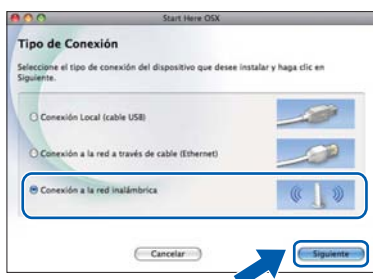 Start Here OSX
Tipo de Conexión
Seleccione el tipo de conexión del dispositivo que desee instalar y haga clic en
Siguiente.
Conexión Local (cable USB)
Conexión a la red a través de cable (Ethernet)
Conexión a la red inalámbrica
Cancelar
Siguiente